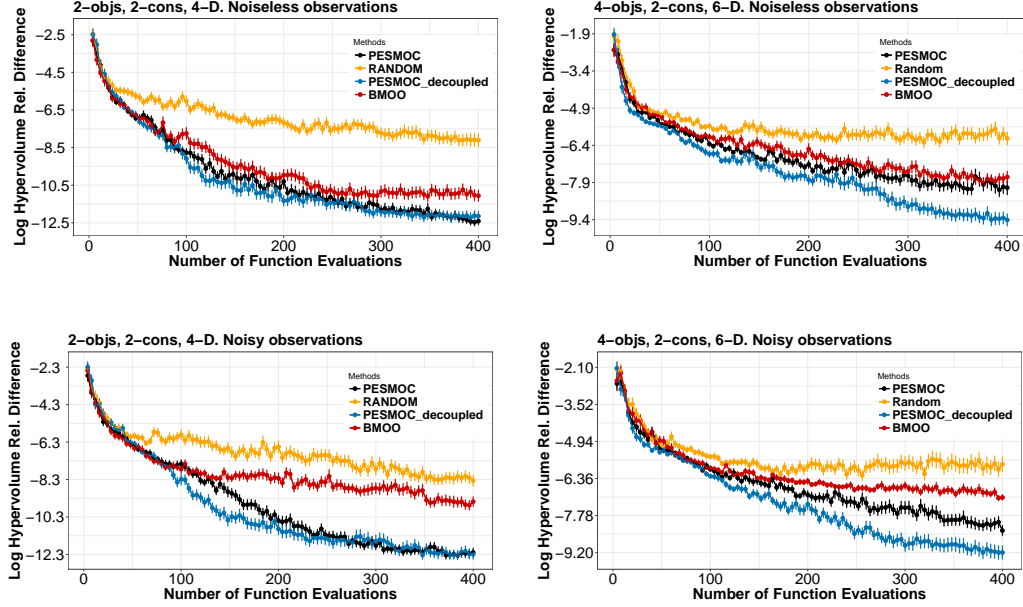 2−objs, 2−cons, 4−D. Noiseless observations
Log Hypervolume Rel. Difference
−2.5
−4.5
−6.5
−8.5
−10.5
−12.5
Methods
PESMOC
RANDOM
PESMOC_decoupled
BMOO
0
100
200
300
400
Number of Function Evaluations
4−objs, 2−cons, 6−D. Noiseless observations
Log Hypervolume Rel. Difference
−1.9
−3.4
−4.9
−6.4
−7.9
−9.4
Methods
PESMOC
Random
PESMOC_decoupled
BMOO
0
100
200
300
400
Number of Function Evaluations
2−objs, 2−cons, 4−D. Noisy observations
Log Hypervolume Rel. Difference
−2.3
−4.3
−6.3
−8.3
−10.3
−12.3
Methods
PESMOC
RANDOM
PESMOC_decoupled
BMOO
0
100
200
300
400
Number of Function Evaluations
4−objs, 2−cons, 6−D. Noisy observations
Log Hypervolume Rel. Difference
−2.10
−3.52
−4.94
−6.36
−7.78
−9.20
Methods
PESMOC
Random
PESMOC_decoupled
BMOO
0
100
200
300
400
Number of Function Evaluations